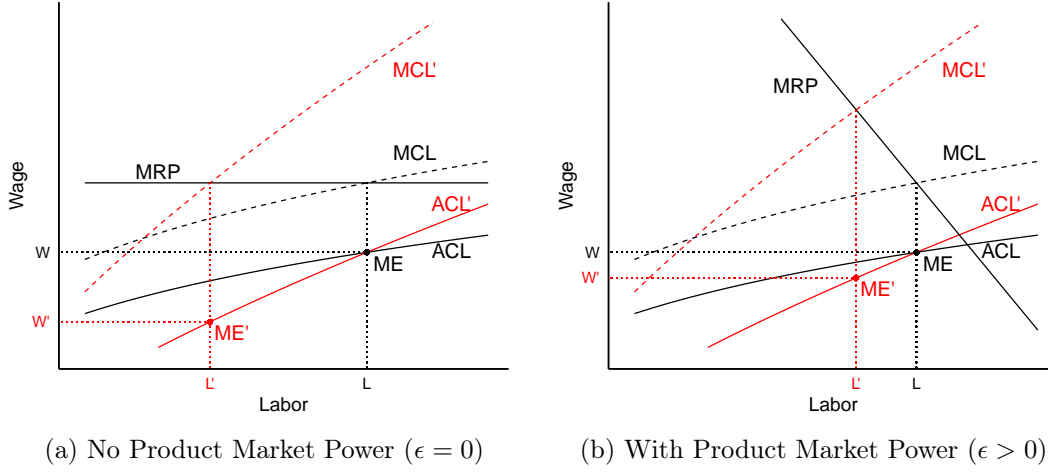 MCL'
MRP
MCL
ACL'
ACL
ME
ME'
W
W'
L'
L
Wage
Labor
(a) No Product Market Power (ϵ = 0)
MCL'
MRP
MCL
ACL'
ACL
ME
ME'
W
W'
L'
L
Wage
Labor
(b) With Product Market Power (ϵ > 0)